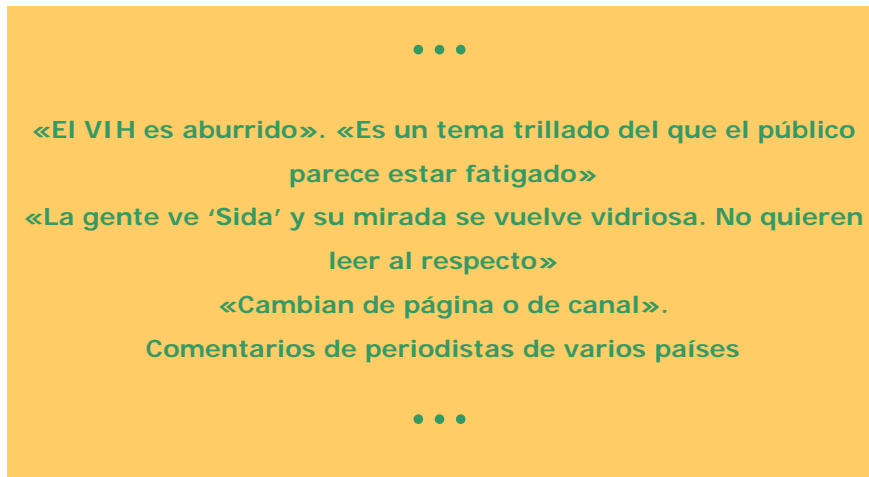 •••
«El VIH es aburrido». «Es un tema trillado del que el público
parece estar fatigado»
«La gente ve ‘Sida’ y su mirada se vuelve vidriosa. No quieren
leer al respecto»
«Cambian de página o de canal».
Comentarios de periodistas de varios países
•••